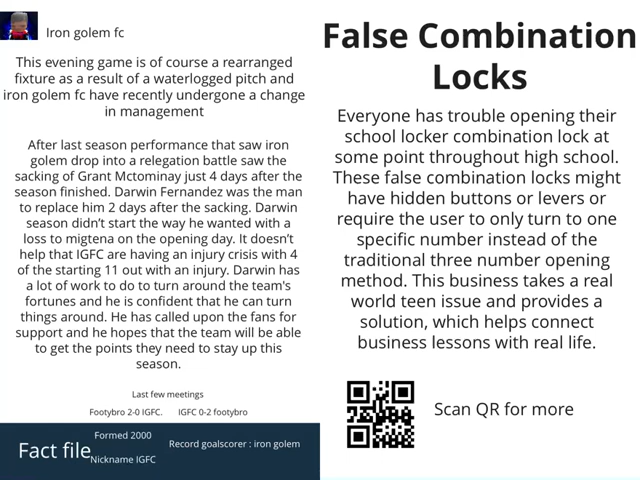 Iron golem fc
This evening game is of course a rearranged
fixture as a result of a waterlogged pitch and
iron golem fc have recently undergone a change
in management
After last season performance that saw iron
golem drop into a relegation battle saw the
sacking of Grant Mctominay just 4 days after the
season finished. Darwin Fernandez was the man
to replace him 2 days after the sacking. Darwin
season didn’t start the way he wanted with a
loss to migtena on the opening day. It doesn’t
help that IGFC are having an injury crisis with 4
of the starting 11 out with an injury. Darwin has
a lot of work to do to turn around the team's
fortunes and he is confident that he can turn
things around. He has called upon the fans for
support and he hopes that the team will be able
to get the points they need to stay up this
season.
Last few meetings
Footybro 2-0 IGFC. IGFC 0-2 footybro
Fact file
Formed 2000
Nickname IGFC
Record goalscorer : iron golem
False Combination
Locks
Everyone has trouble opening their
school locker combination lock at
some point throughout high school.
These false combination locks might
have hidden buttons or levers or
require the user to only turn to one
specific number instead of the
traditional three number opening
method. This business takes a real
world teen issue and provides a
solution, which helps connect
business lessons with real life.
Scan QR for more